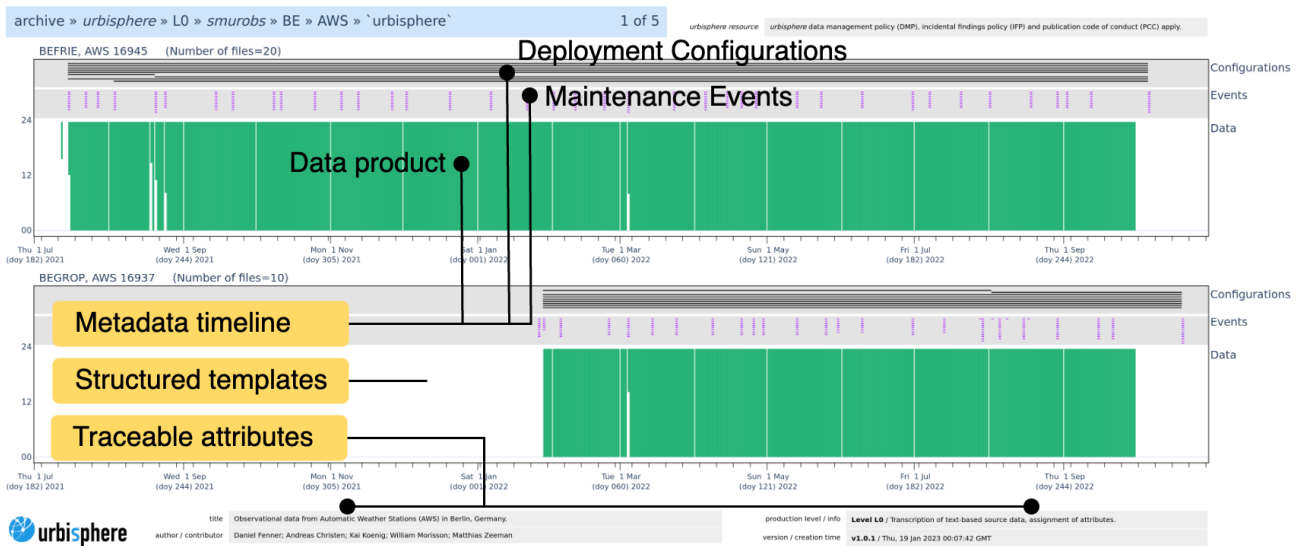 archive » urbisphere » L0 » smurobs » BE » AWS » `urbisphere` 1 of 5
urbisphere resource urbisphere data management policy (DMP), incidental findings policy (IFP) and publication code of conduct (PCC) apply.
BEFRIE, AWS 16945 (Number of files=20)
Deployment Configurations
Configurations
Maintenance Events
Events
24
Data
Data product
12
00
Thu 1 Jul Wed 1 Sep Mon 1 Nov Sat 1 Jan Tue 1 Mar Sun 1 May Fri 1 Jul Thu 1 Sep
(doy 182) 2021 (doy 244) 2021 (doy 305) 2021 (doy 001) 2022 (doy 060) 2022 (doy 121) 2022 (doy 182) 2022 (doy 244) 2022
BEGROP, AWS 16937 (Number of files=10)
Configurations
Metadata timeline
Events
24
Data
Structured templates
12
Traceable attributes
00
Thu 1 Jul Wed 1 Sep Mon 1 Nov Sat 1 Jan Tue 1 Mar Sun 1 May Fri 1 Jul Thu 1 Sep
(doy 182) 2021 (doy 244) 2021 (doy 305) 2021 (doy 001) 2022 (doy 060) 2022 (doy 121) 2022 (doy 182) 2022 (doy 244) 2022
urbisphere
title Observational data from Automatic Weather Stations (AWS) in Berlin, Germany.
production level / info Level L0 / Transcription of text-based source data, assignment of attributes.
author / contributor Daniel Fenner; Andreas Christen; Kai Koenig; William Morisson; Matthias Zeeman
version / creation time v1.0.1 / Thu, 19 Jan 2023 00:07:42 GMT